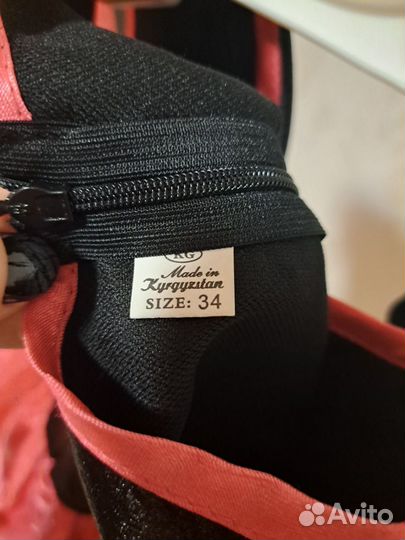 KG
Made in
Kyrgyzstan
SIZE: 34
Avito